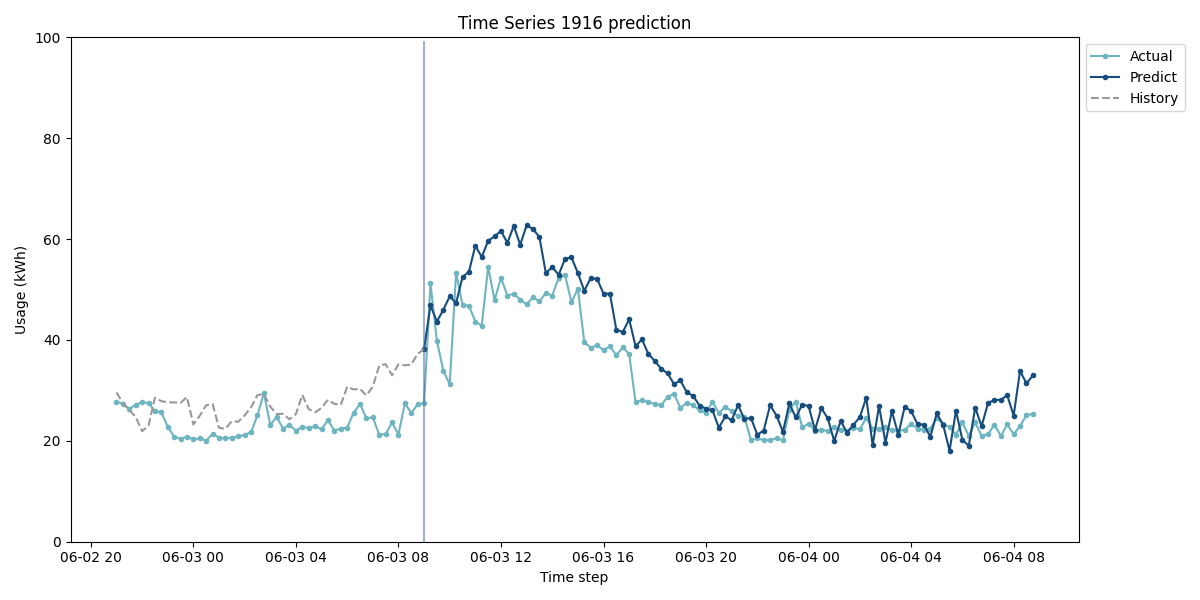 Time Series 1916 prediction
100
80
60
40
20
0
Usage (kWh)
06-02 20
06-03 00
06-03 04
06-03 08
06-03 12
06-03 16
06-03 20
06-04 00
06-04 04
06-04 08
Time step
Actual
Predict
History